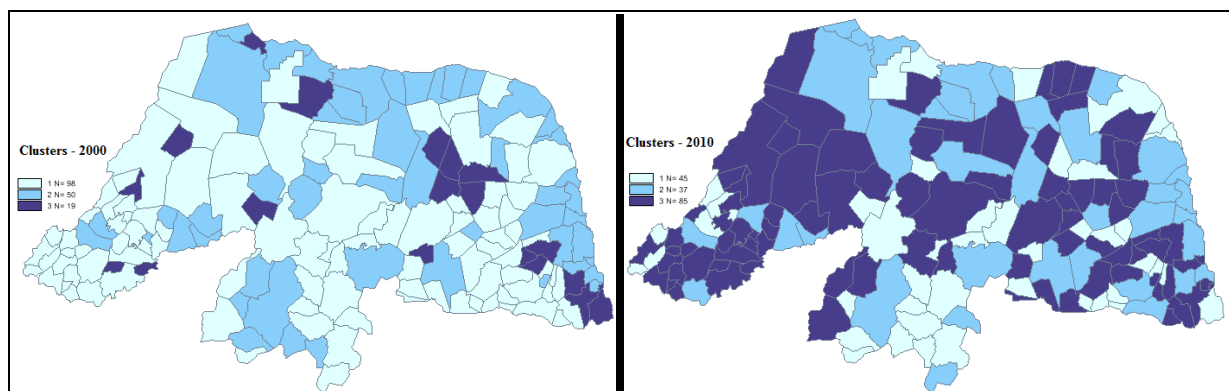 Clusters - 2000
1 N= 98
2 N= 50
3 N= 19
Clusters - 2010
1 N= 45
2 N= 37
3 N= 85